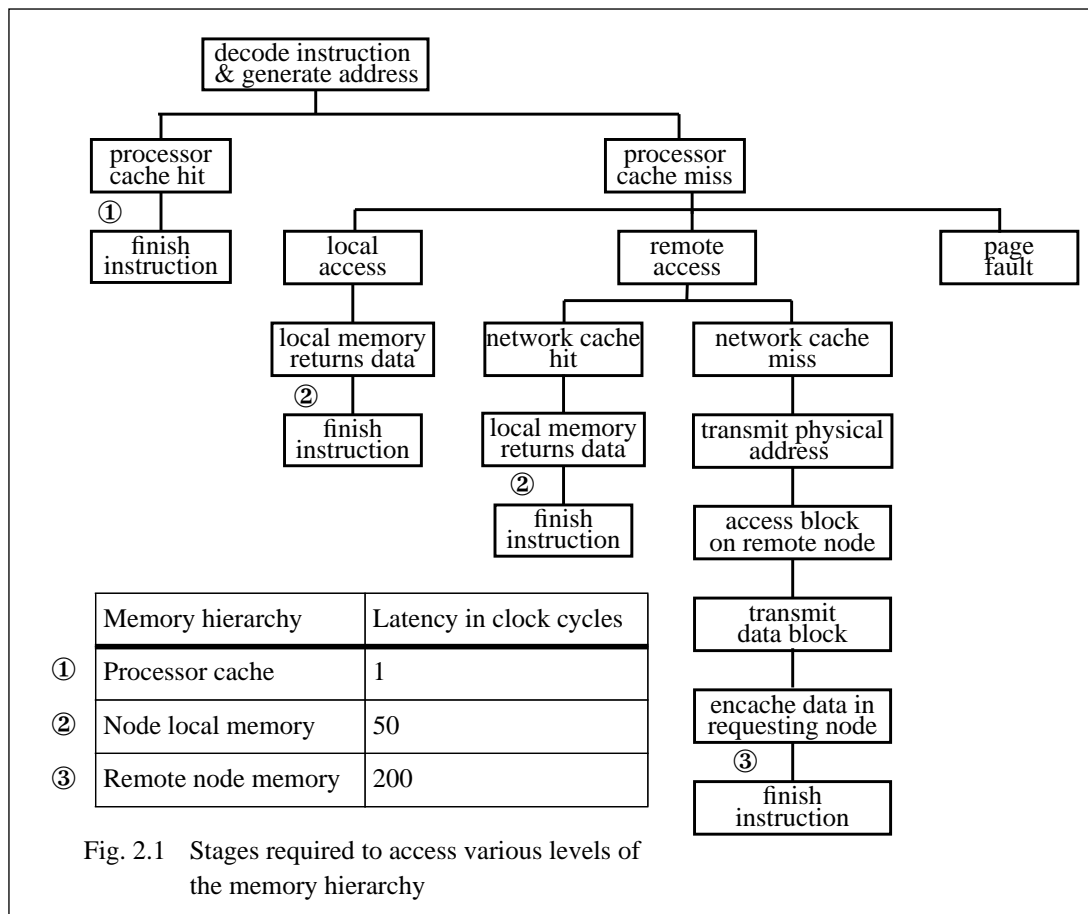 decode instruction
& generate address
processor
cache hit
processor
cache miss
①
finish
instruction
local
access
remote
access
page
fault
local memory
returns data
network cache
hit
network cache
miss
②
finish
instruction
local memory
returns data
transmit physical
address
②
finish
instruction
access block
on remote node
transmit
data block
encache data in
requesting node
③
finish
instruction
Memory hierarchy Latency in clock cycles
① Processor cache 1
② Node local memory 50
③ Remote node memory 200
Fig. 2.1 Stages required to access various levels of
the memory hierarchy